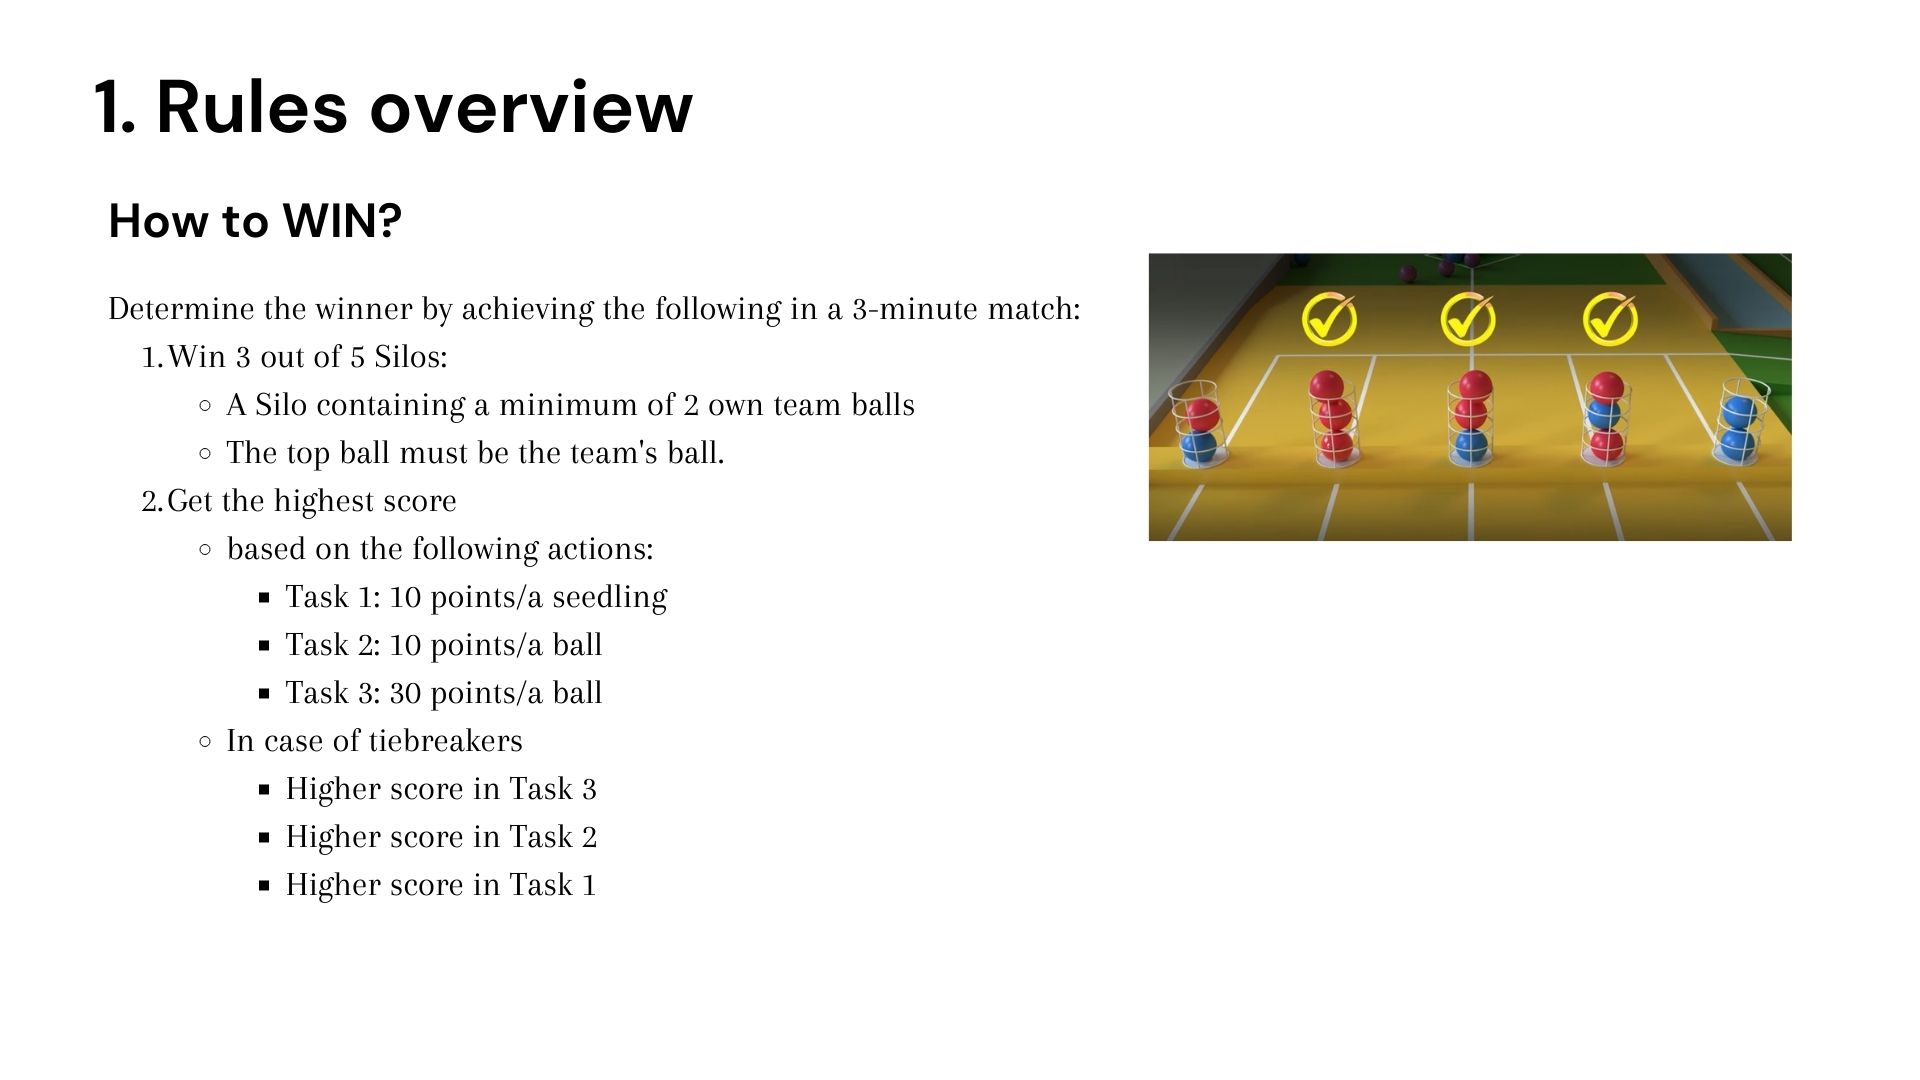 1. Rules overview
How to WIN?
Determine the winner by achieving the following in a 3-minute match:
1. Win 3 out of 5 Silos:
○ A Silo containing a minimum of 2 own team balls
○ The top ball must be the team's ball.
2. Get the highest score
○ based on the following actions:
▪ Task 1: 10 points/a seedling
▪ Task 2: 10 points/a ball
▪ Task 3: 30 points/a ball
○ In case of tiebreakers
▪ Higher score in Task 3
▪ Higher score in Task 2
▪ Higher score in Task 1